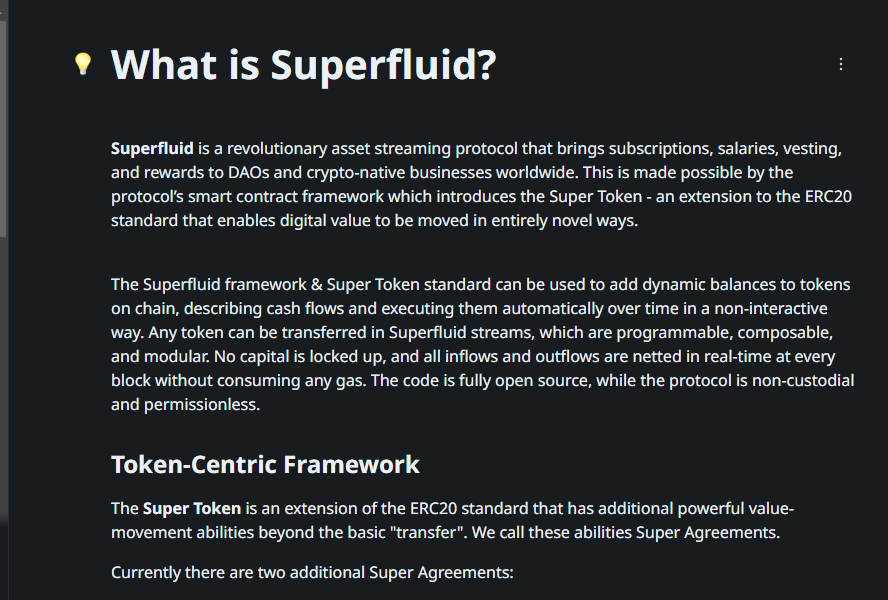 What is Superfluid?
Superfluid is a revolutionary asset streaming protocol that brings subscriptions, salaries, vesting,
and rewards to DAOs and crypto-native businesses worldwide. This is made possible by the
protocol’s smart contract framework which introduces the Super Token - an extension to the ERC20
standard that enables digital value to be moved in entirely novel ways.
The Superfluid framework & Super Token standard can be used to add dynamic balances to tokens
on chain, describing cash flows and executing them automatically over time in a non-interactive
way. Any token can be transferred in Superfluid streams, which are programmable, composable,
and modular. No capital is locked up, and all inflows and outflows are netted in real-time at every
block without consuming any gas. The code is fully open source, while the protocol is non-custodial
and permissionless.
Token-Centric Framework
The Super Token is an extension of the ERC20 standard that has additional powerful value-
movement abilities beyond the basic "transfer". We call these abilities Super Agreements.
Currently there are two additional Super Agreements: